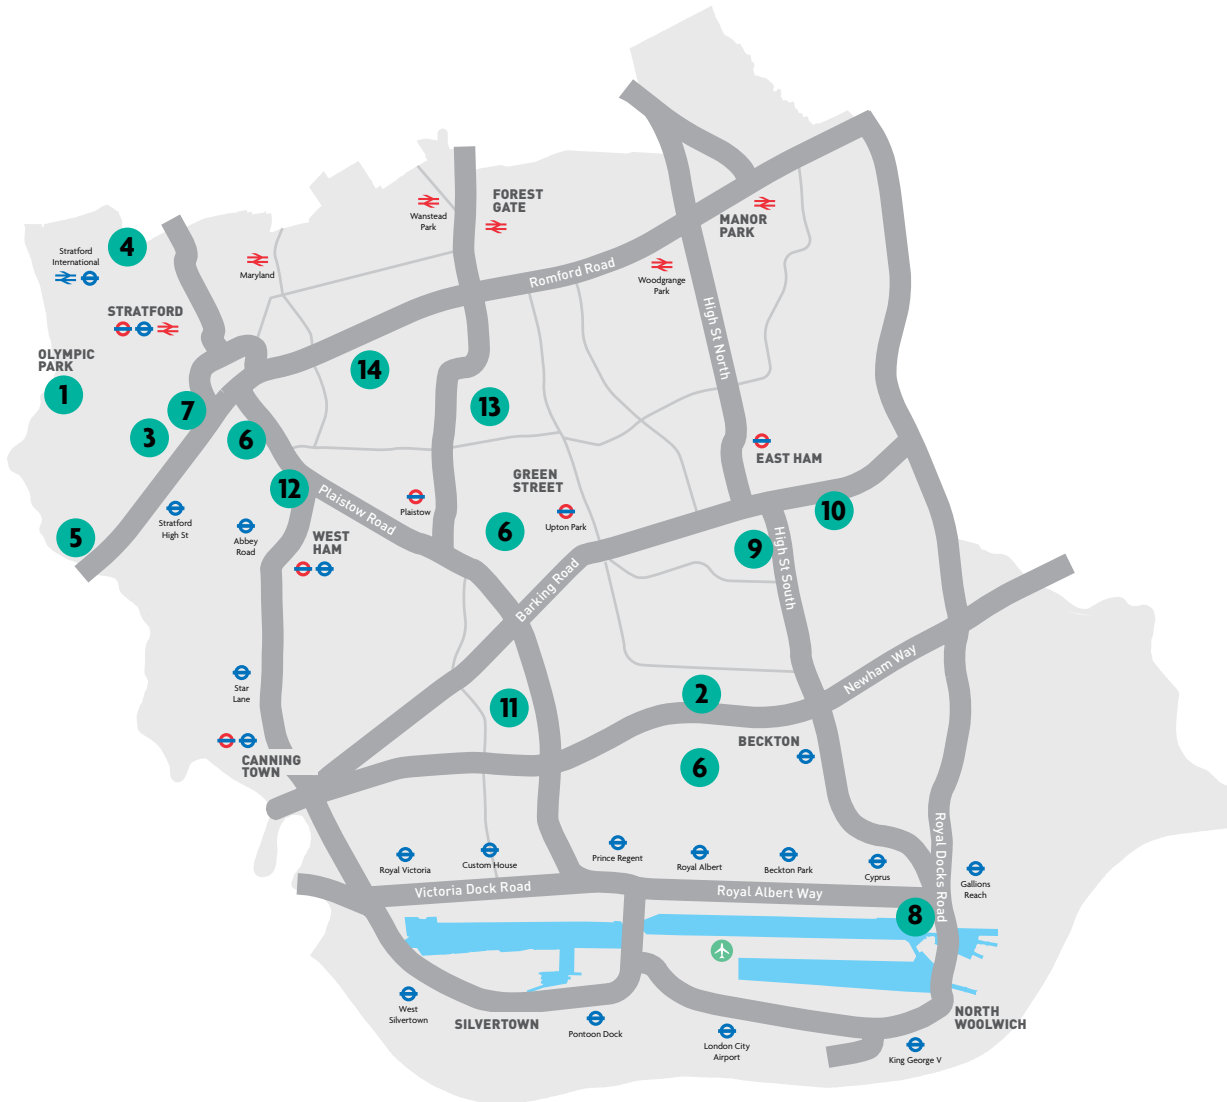 FOREST
GATE
Wanstead
Park
MANOR
PARK
4
Stratford
International
Maryland
Romford Road
Woodgrange
Park
STRATFORD
High St North
OLYMPIC
PARK
1
14
7
13
3
6
EAST HAM
GREEN
STREET
12
Plaistow Road
Plaistow
10
Stratford
High St
Upton Park
5
Abbey
Road
WEST
HAM
6
9
High St South
Barking Road
Newham Way
Star
Lane
2
11
BECKTON
CANNING
TOWN
6
Royal Docks Road
Royal Victoria
Custom House
Prince Regent
Royal Albert
Beckton Park
Cyprus
Gallions
Reach
Victoria Dock Road
Royal Albert Way
8
West
Silvertown
SILVERTOWN
Pontoon Dock
London City
Airport
NORTH
WOOLWICH
King George V